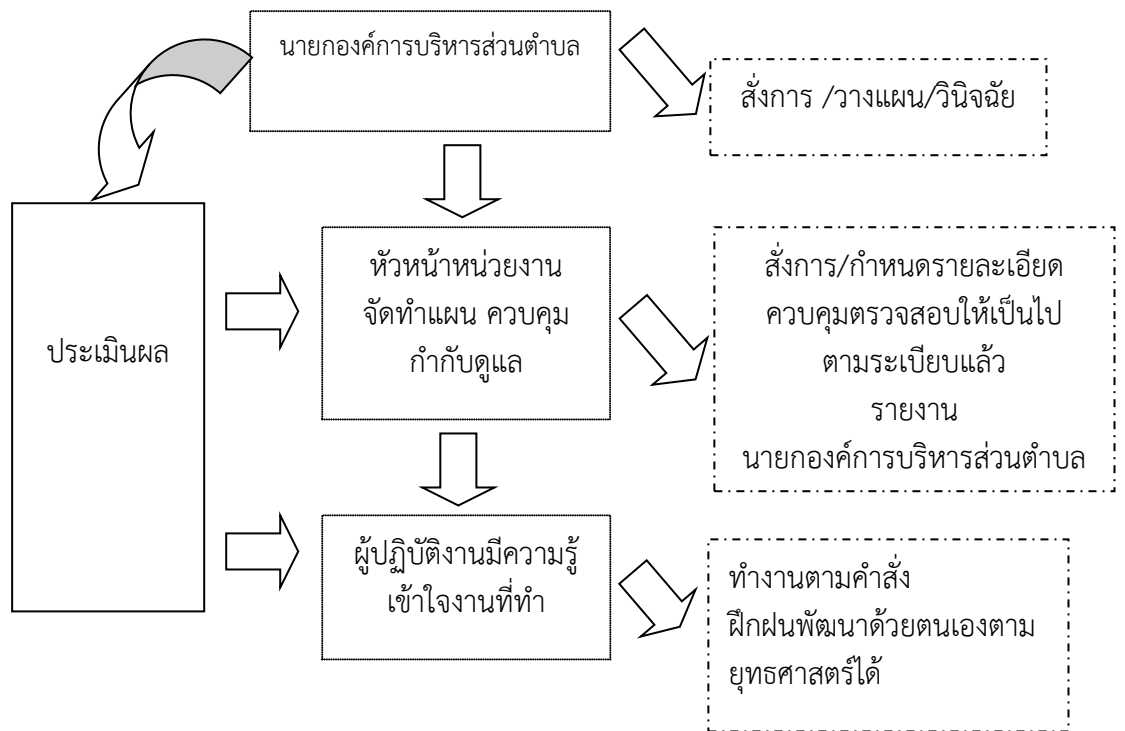 นายกองค์การบริหารส่วนตำบล
สั่งการ /วางแผน/วินิจฉัย
ประเมินผล
หัวหน้าหน่วยงาน
จัดทำแผน ควบคุม
กำกับดูแล
สั่งการ/กำหนดรายละเอียด
ควบคุมตรวจสอบให้เป็นไป
ตามระเบียบแล้ว
รายงาน
นายกองค์การบริหารส่วนตำบล
ผู้ปฏิบัติงานมีความรู้
เข้าใจงานที่ทำ
ทำงานตามคำสั่ง
ฝึกฝนพัฒนาด้วยตนเองตาม
ยุทธศาสตร์ได้